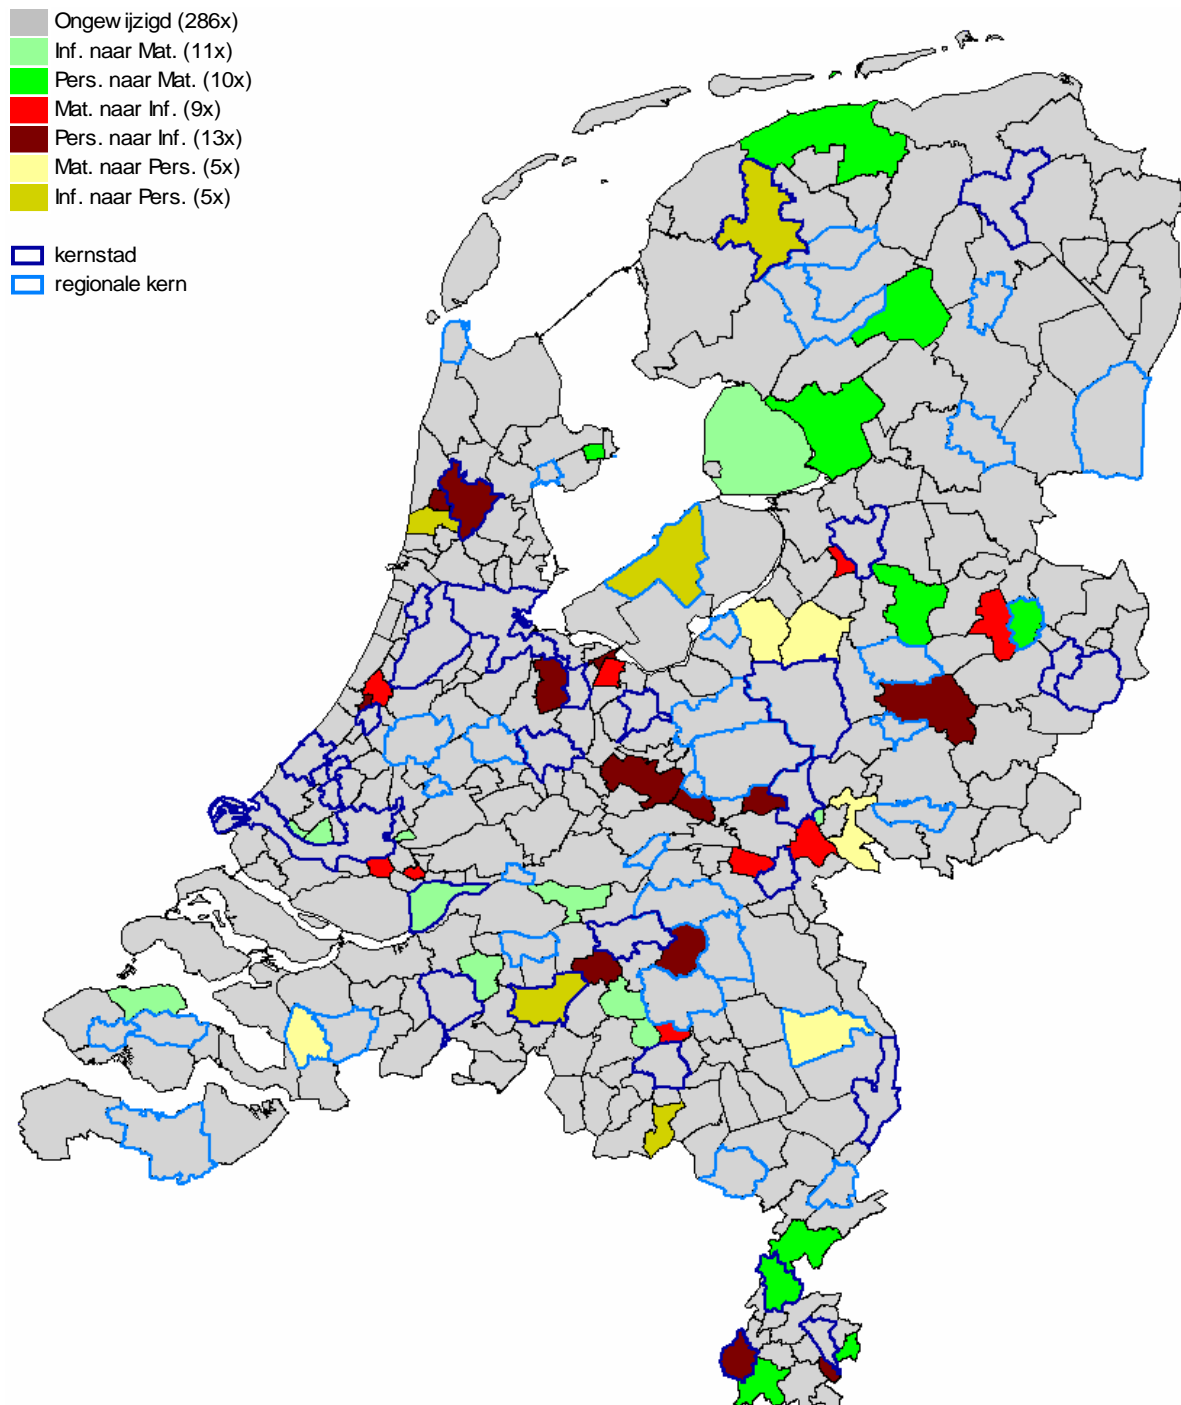 Ongewijzigd (286x)
Inf. naar Mat. (11x)
Pers. naar Mat. (10x)
Mat. naar Inf. (9x)
Pers. naar Inf. (13x)
Mat. naar Pers. (5x)
Inf. naar Pers. (5x)
kernstad
regionale kern